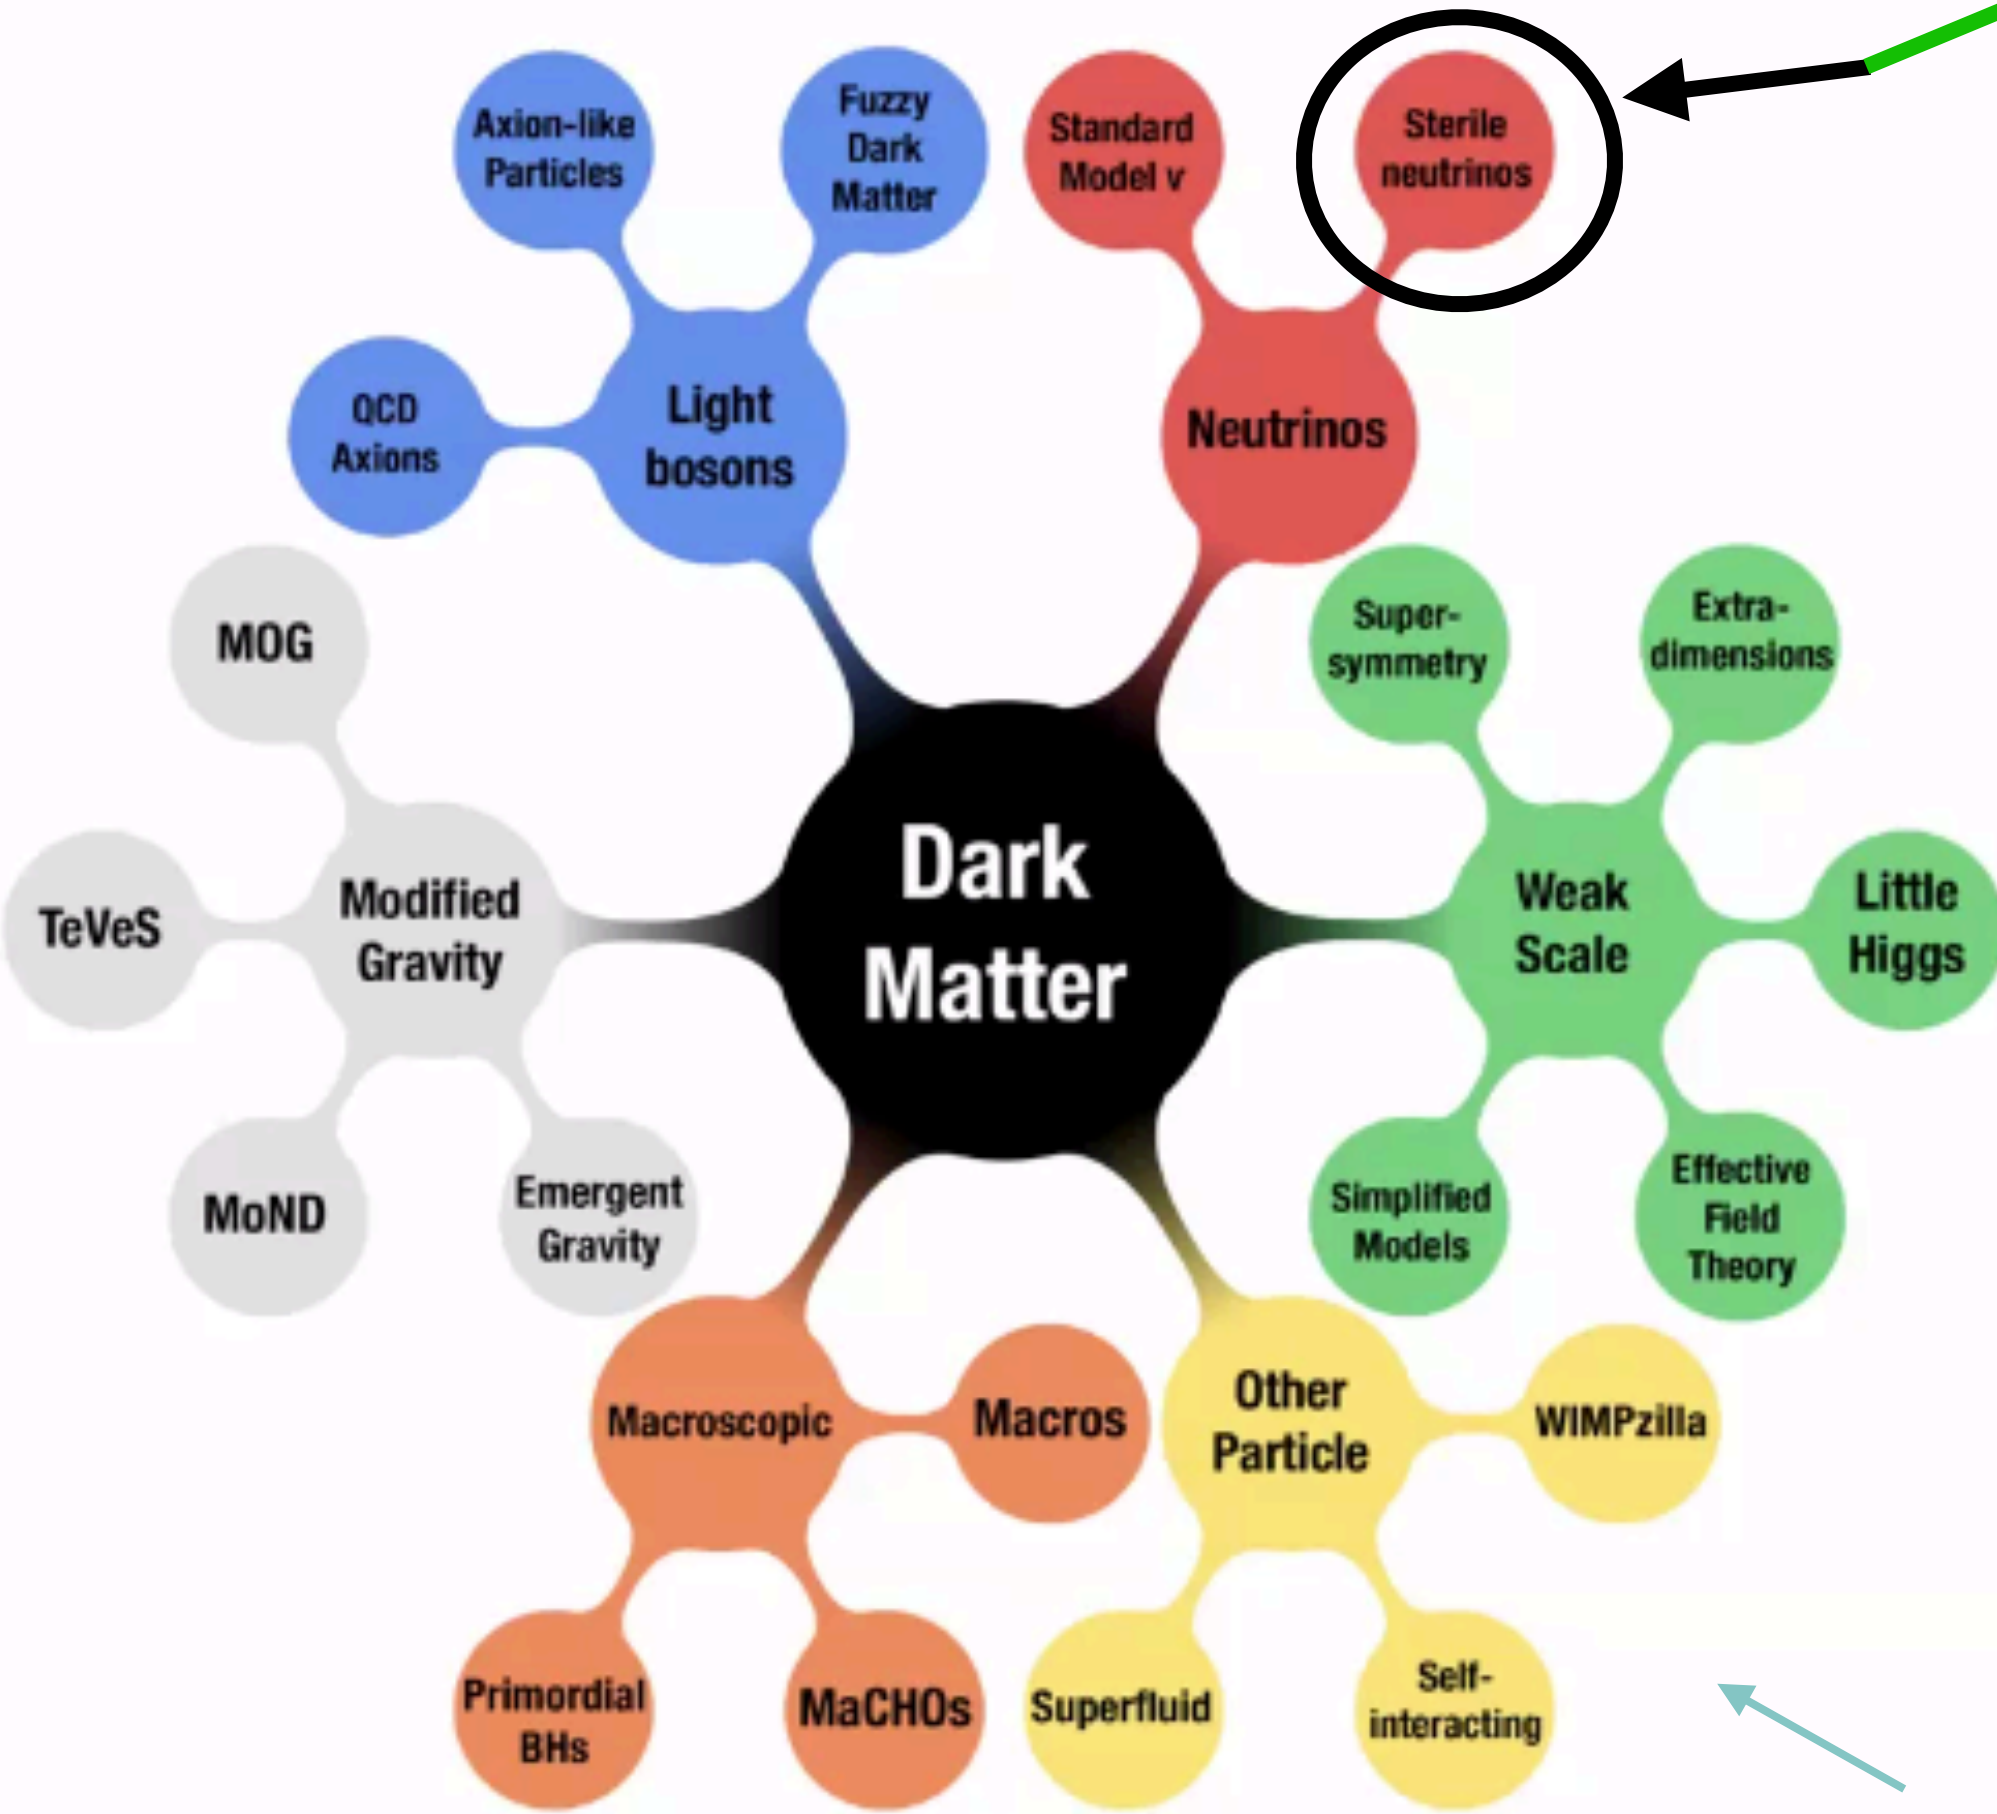 Axion-like
Particles
Fuzzy
Dark
Matter
Standard
Model ν
Sterile
neutrinos
QCD
Axions
Light
bosons
Neutrinos
MOG
Super-
symmetry
Extra-
dimensions
TeVeS
Modified
Gravity
Dark
Matter
Weak
Scale
Little
Higgs
MoND
Emergent
Gravity
Simplified
Models
Effective
Field
Theory
Macroscopic
Macros
Other
Particle
WIMPzilla
Primordial
BHs
MaCHOs
Superfluid
Self-
interacting